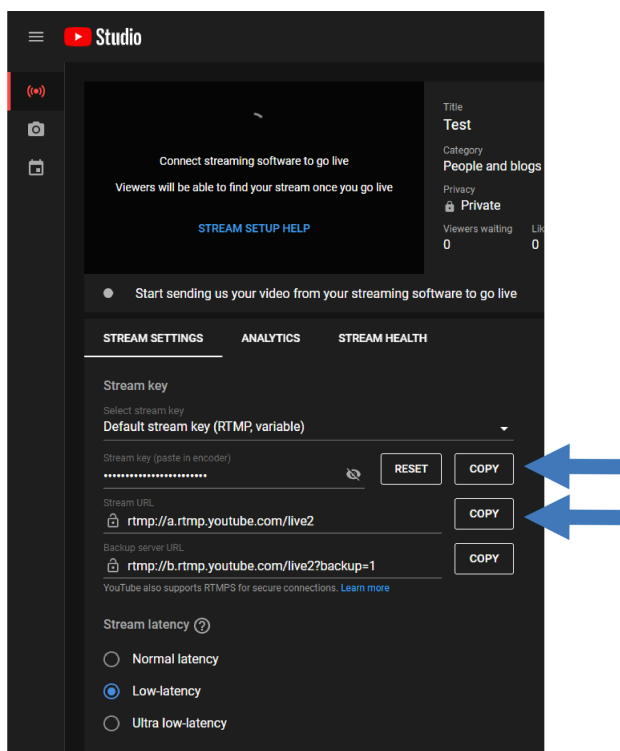 Studio
Connect streaming software to go live
Viewers will be able to find your stream once you go live
STREAM SETUP HELP
Title
Test
Category
People and blogs
Privacy
Private
Viewers waiting Lik
0 0
Start sending us your video from your streaming software to go live
STREAM SETTINGS ANALYTICS STREAM HEALTH
Stream key
Select stream key
Default stream key (RTMP, variable)
Stream key (paste in encoder)
•••••••••••••••••••••••• RESET COPY
Stream URL
rtmp://a.rtmp.youtube.com/live2 COPY
Backup server URL
rtmp://b.rtmp.youtube.com/live2?backup=1 COPY
YouTube also supports RTMPS for secure connections. Learn more
Stream latency ?
Normal latency
Low-latency
Ultra low-latency